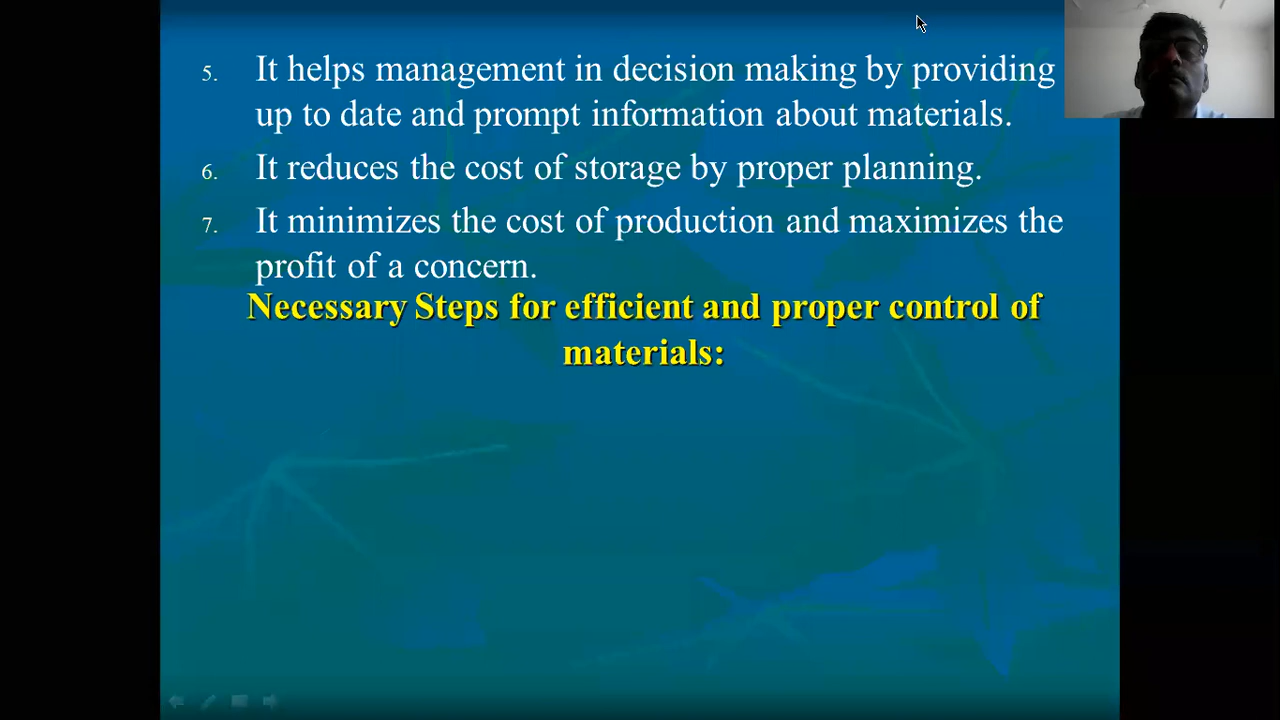 5. It helps management in decision making by providing
up to date and prompt information about materials.
6. It reduces the cost of storage by proper planning.
7. It minimizes the cost of production and maximizes the
profit of a concern.
Necessary Steps for efficient and proper control of
materials: